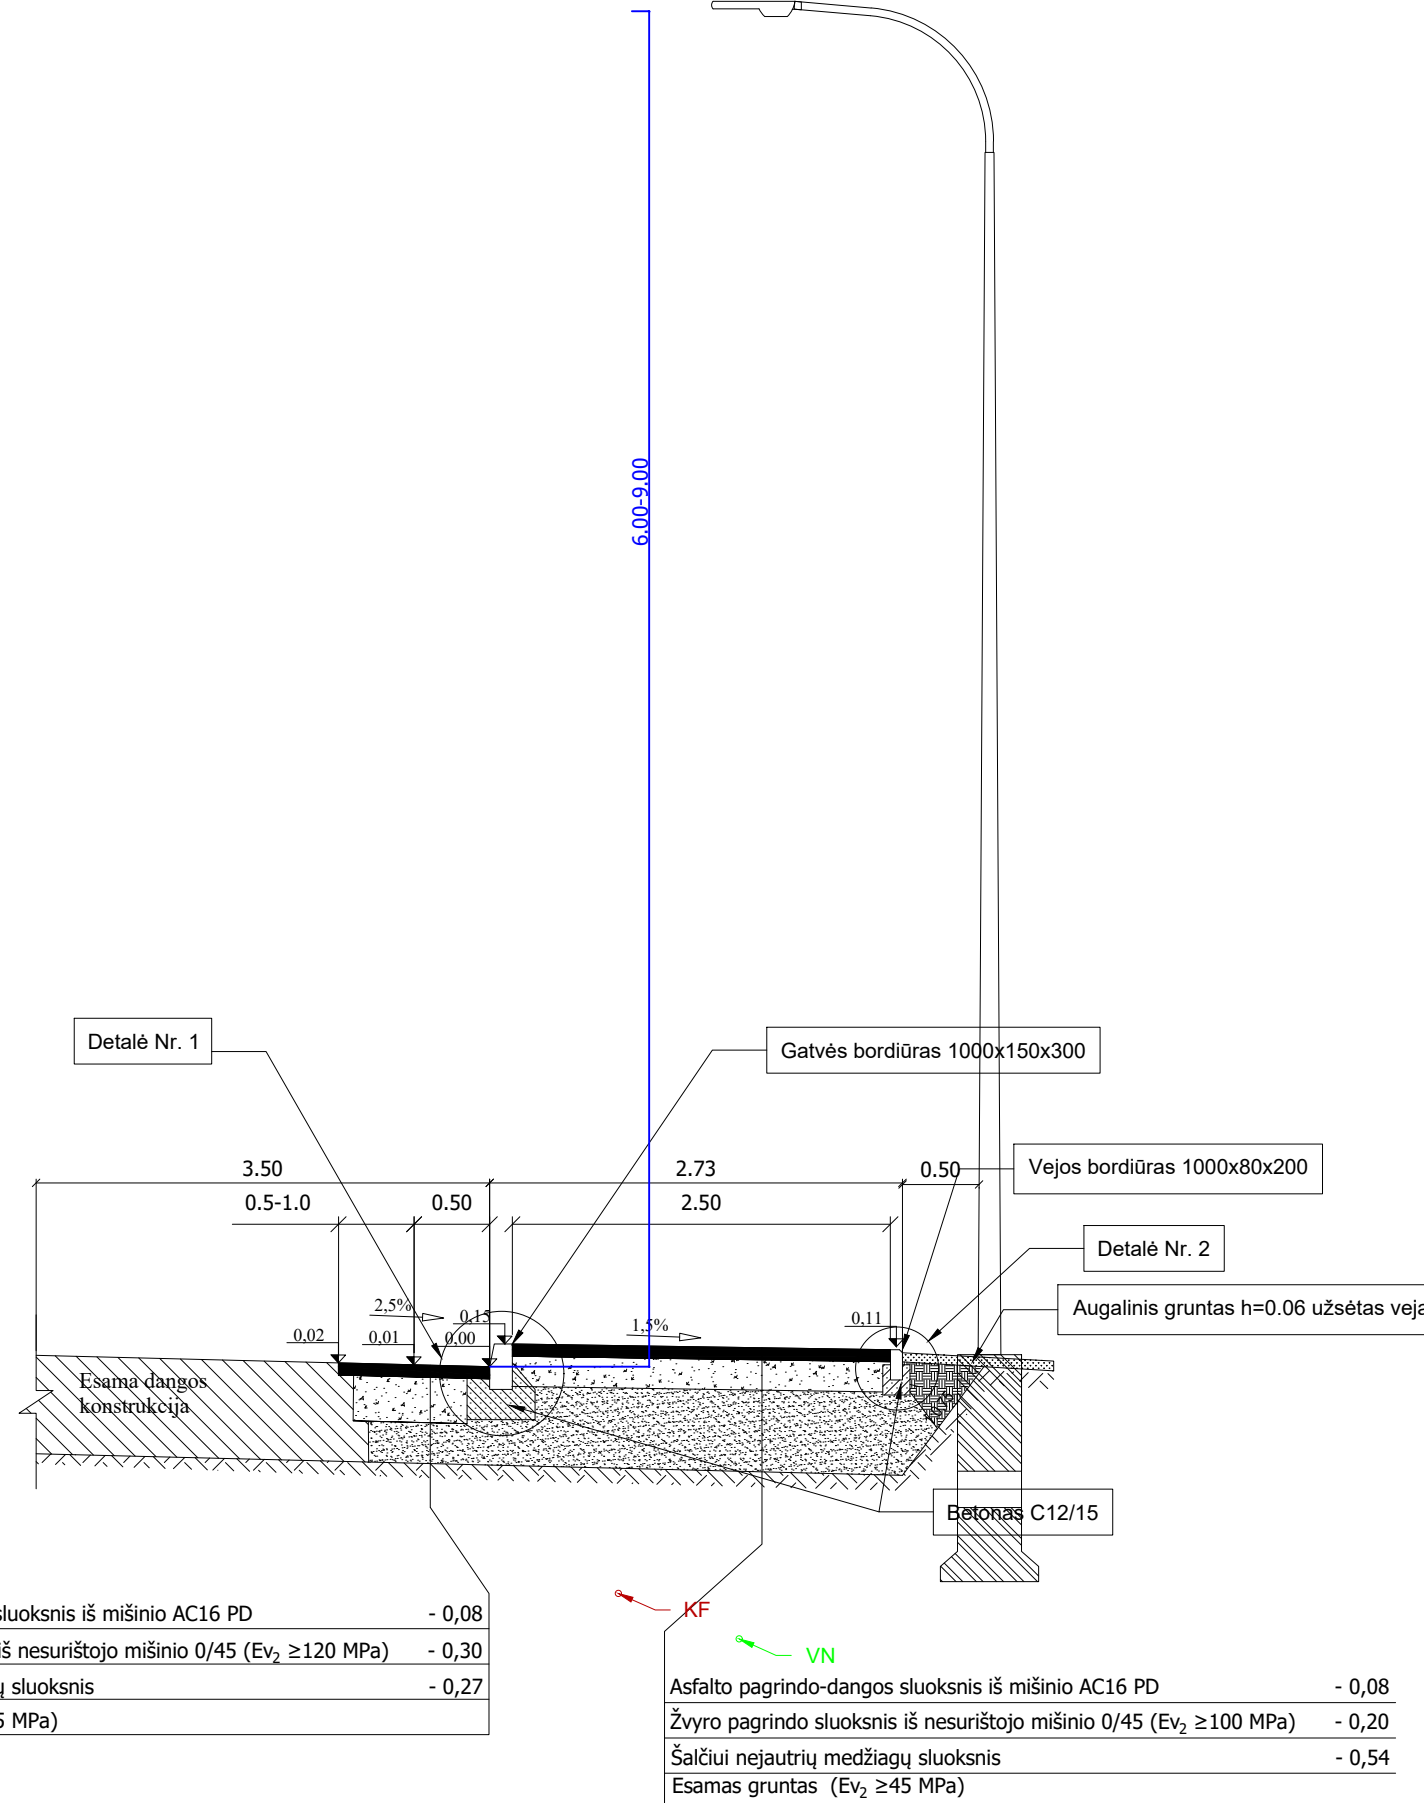 6.00-9.00
Detalė Nr. 1
Gatvės bordiūras 1000x150x300
Vejos bordiūras 1000x80x200
3.50
2.73
0.50
0.5-1.0
0.50
2.50
Detalė Nr. 2
Augalinis gruntas h=0.06 užsėtas veja
2,5%
0,15
1,5%
0,11
0,02
0,01
0,00
Esama dangos
konstrukcija
Betonas C12/15
KF
VN
sluoksnis iš mišinio AC16 PD - 0,08
iš nesurištojo mišinio 0/45 (Ev₂ ≥120 MPa) - 0,30
ų sluoksnis - 0,27
5 MPa)
Asfalto pagrindo-dangos sluoksnis iš mišinio AC16 PD - 0,08
Žvyro pagrindo sluoksnis iš nesurištojo mišinio 0/45 (Ev₂ ≥100 MPa) - 0,20
Šalčiui nejautrių medžiagų sluoksnis - 0,54
Esamas gruntas (Ev₂ ≥45 MPa)